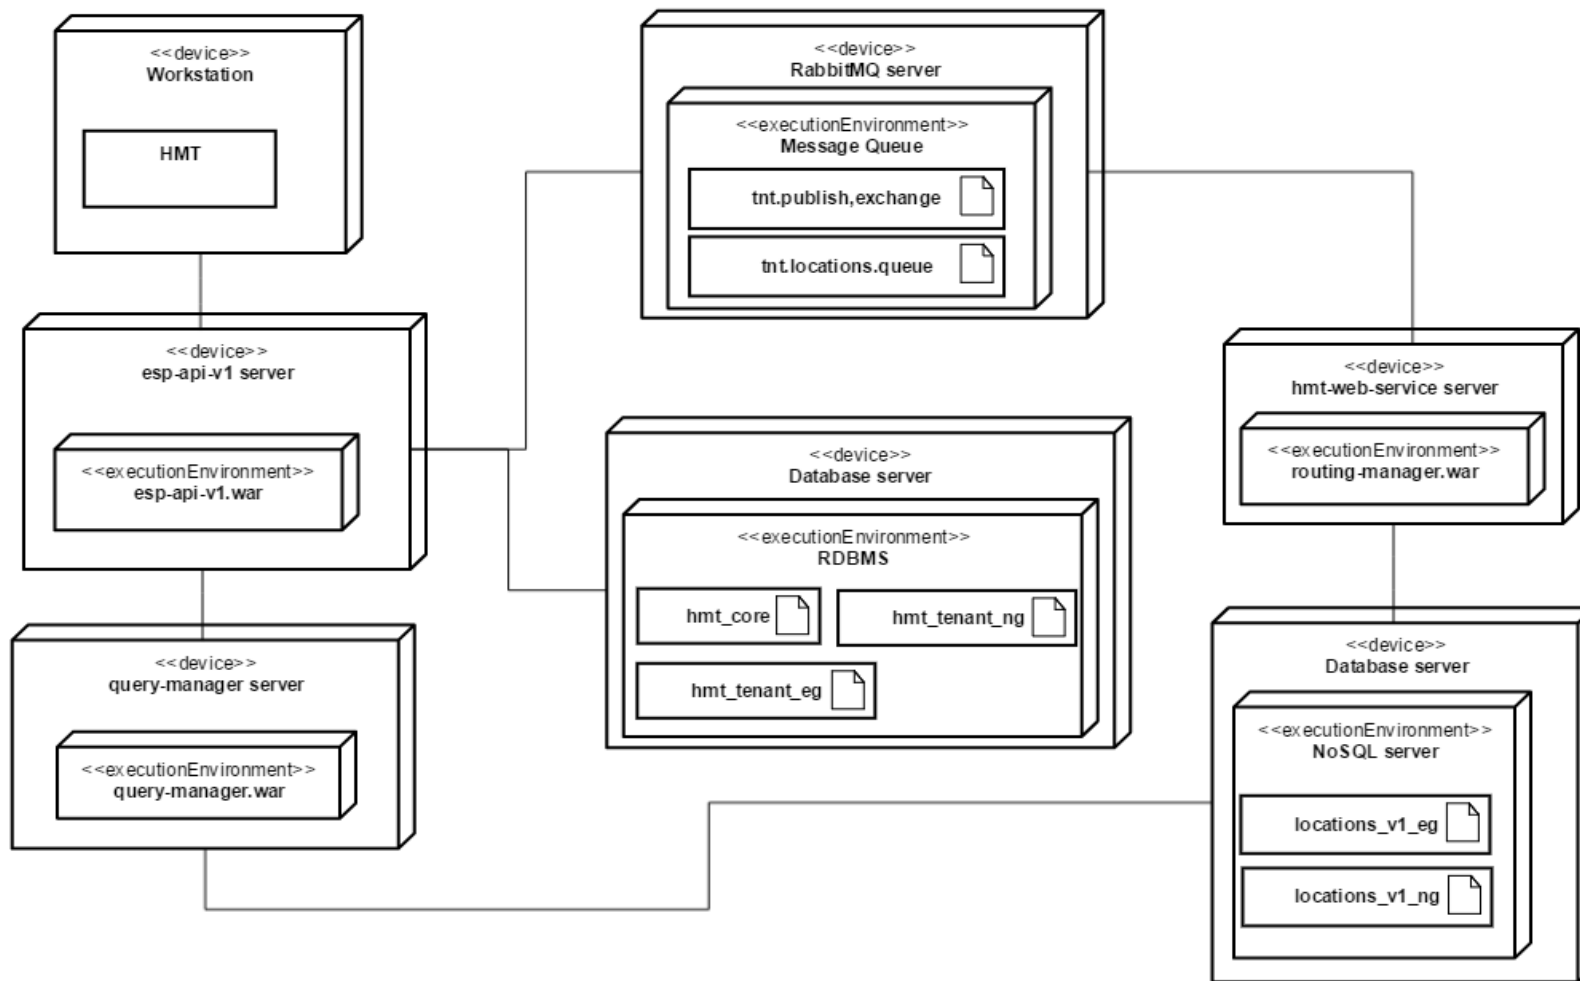 <<device>>
Workstation
HMT
<<device>>
RabbitMQ server
<<executionEnvironment>>
Message Queue
tnt.publish,exchange
tnt.locations.queue
<<device>>
esp-api-v1 server
<<executionEnvironment>>
esp-api-v1.war
<<device>>
hmt-web-service server
<<executionEnvironment>>
routing-manager.war
<<device>>
Database server
<<executionEnvironment>>
RDBMS
hmt_core
hmt_tenant_ng
hmt_tenant_eg
<<device>>
query-manager server
<<executionEnvironment>>
query-manager.war
<<device>>
Database server
<<executionEnvironment>>
NoSQL server
locations_v1_eg
locations_v1_ng